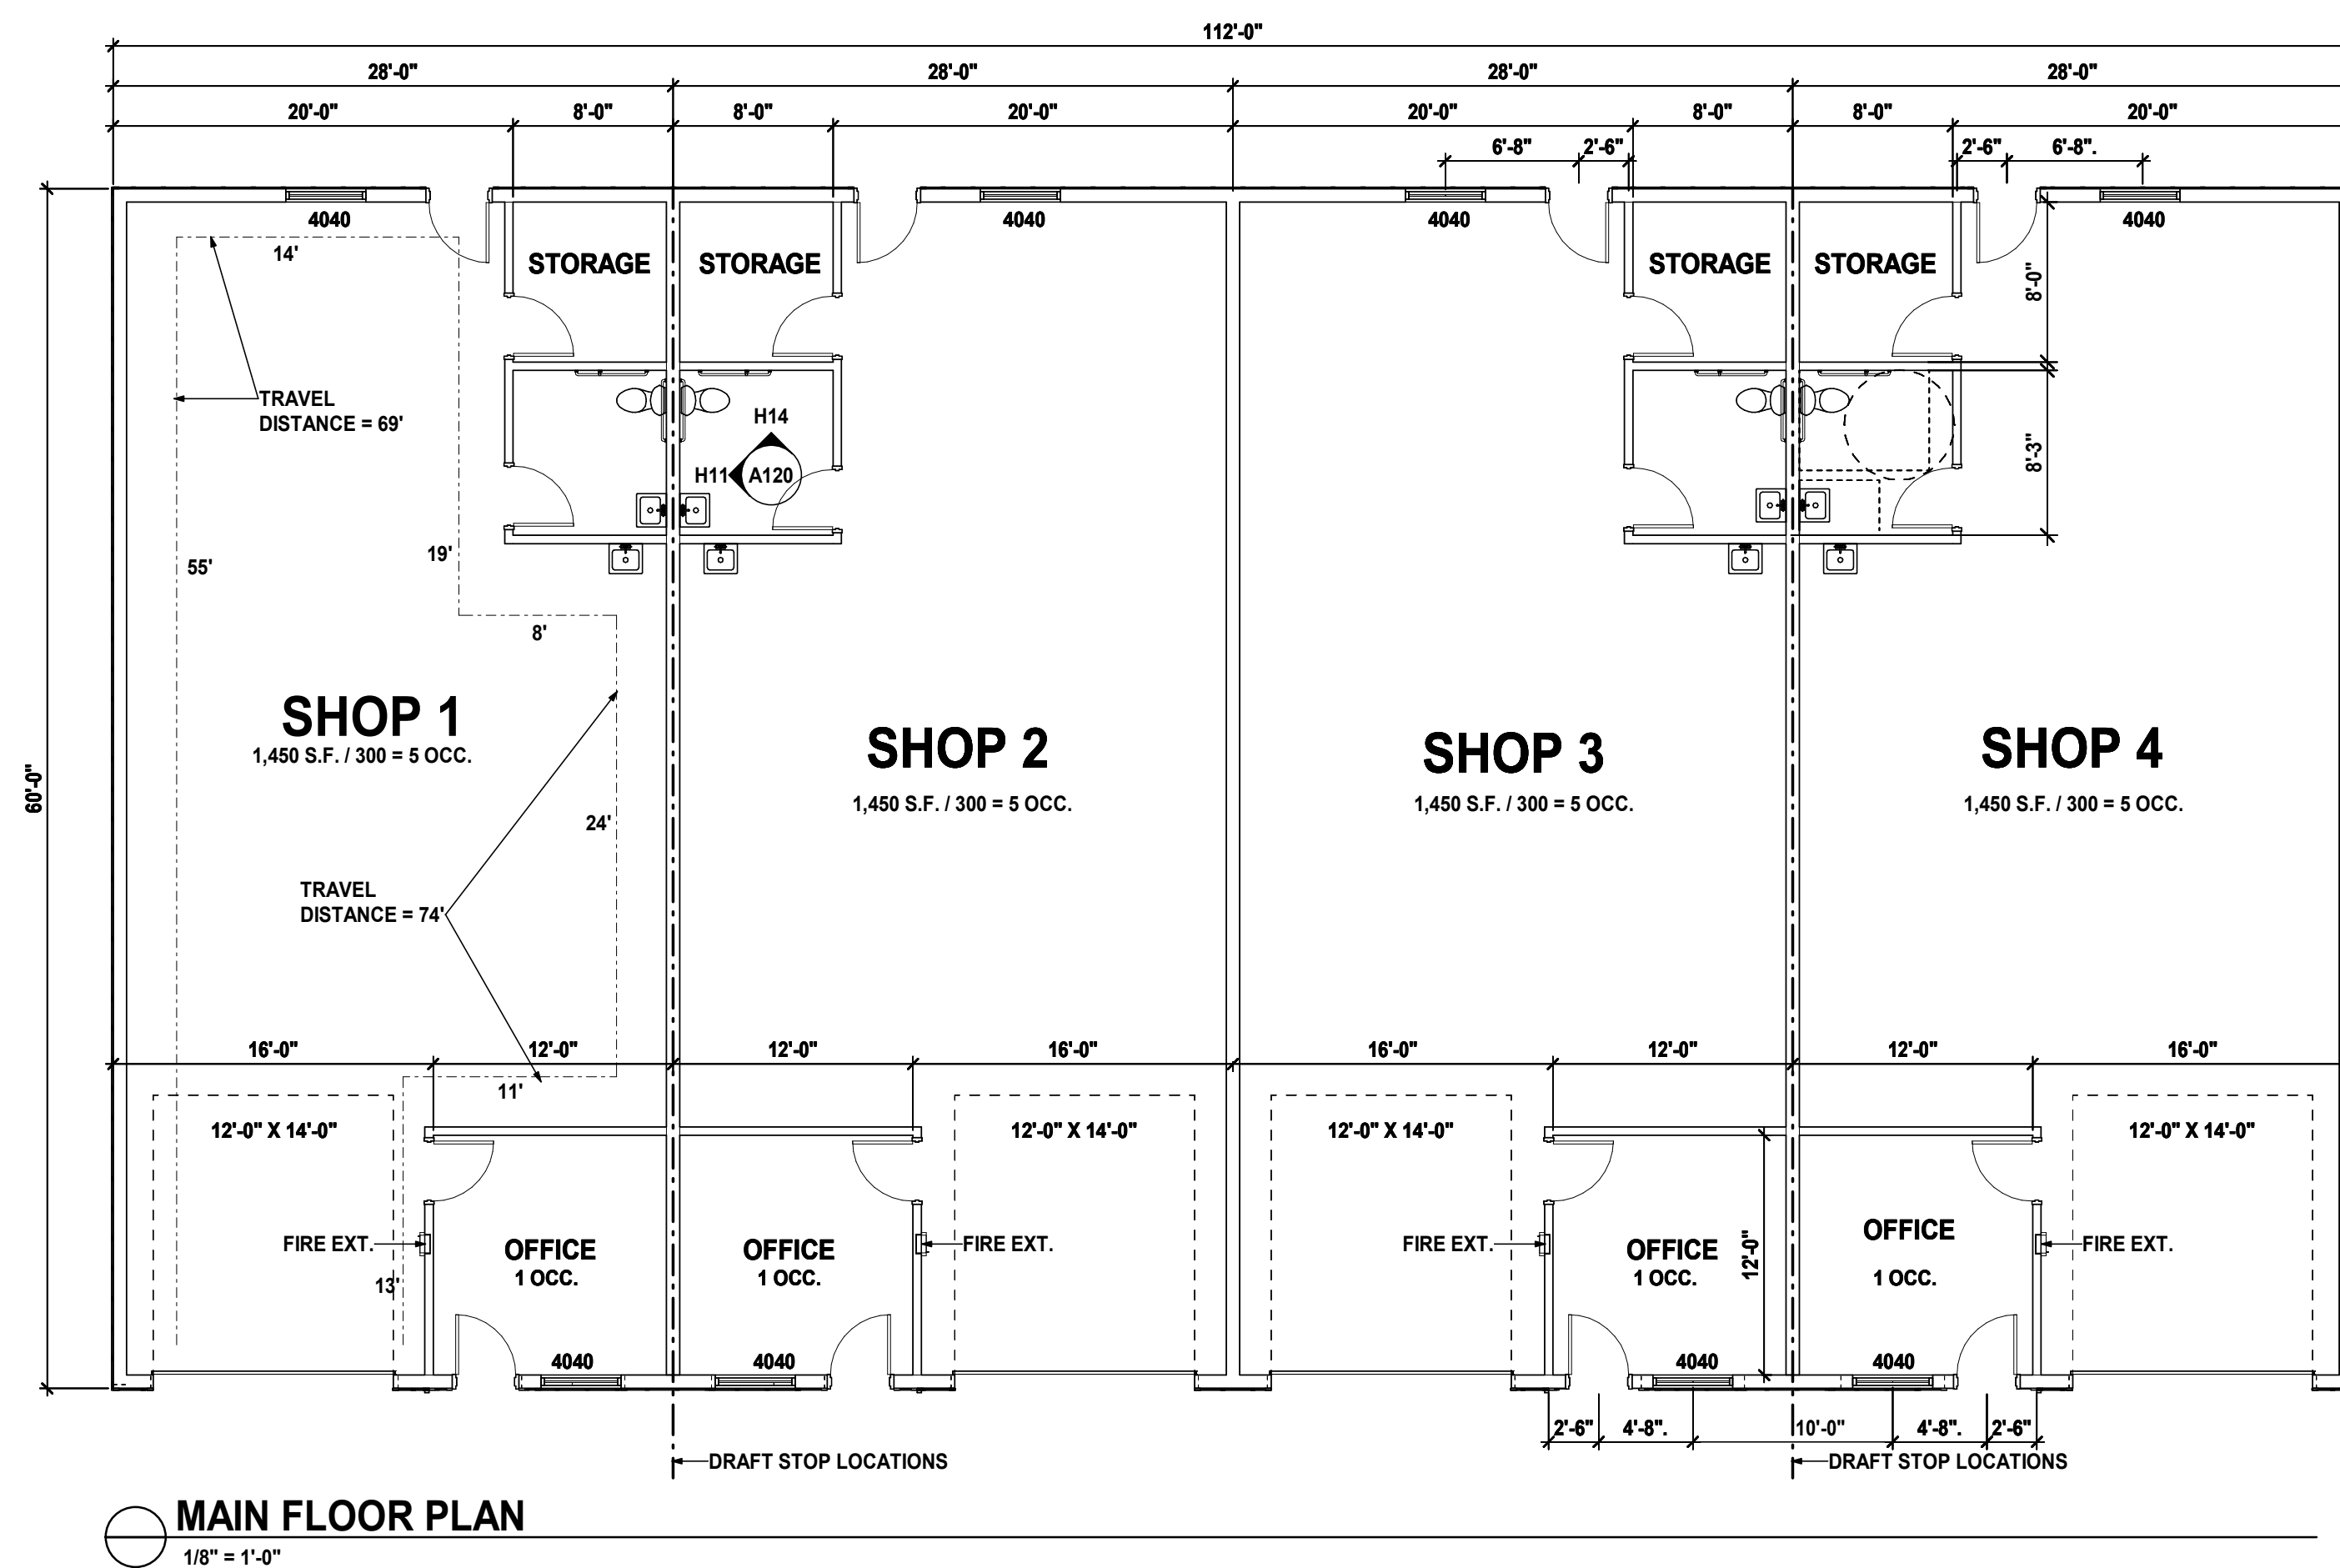 112'-0"
28'-0" 28'-0" 28'-0" 28'-0"
20'-0" 8'-0" 8'-0" 20'-0" 20'-0" 8'-0" 8'-0" 20'-0"
6'-8" 2'-6" 2'-6" 6'-8".
4040 4040 4040 4040
14'
STORAGE STORAGE STORAGE STORAGE
8'-0"
TRAVEL
DISTANCE = 69'
H14
H11 A120
8'-3"
19'
55'
8'
SHOP 1
1,450 S.F. / 300 = 5 OCC.
SHOP 2
1,450 S.F. / 300 = 5 OCC.
SHOP 3
1,450 S.F. / 300 = 5 OCC.
SHOP 4
1,450 S.F. / 300 = 5 OCC.
60'-0"
24'
TRAVEL
DISTANCE = 74'
16'-0" 12'-0" 12'-0" 16'-0" 16'-0" 12'-0" 12'-0" 16'-0"
11'
12'-0" X 14'-0" 12'-0" X 14'-0" 12'-0" X 14'-0" 12'-0" X 14'-0"
FIRE EXT. FIRE EXT. FIRE EXT. FIRE EXT.
OFFICE
1 OCC.
OFFICE
1 OCC.
OFFICE
1 OCC.
12'-0"
OFFICE
1 OCC.
13'
4040 4040 4040 4040
2'-6" 4'-8". 10'-0" 4'-8". 2'-6"
DRAFT STOP LOCATIONS DRAFT STOP LOCATIONS
MAIN FLOOR PLAN
1/8" = 1'-0"